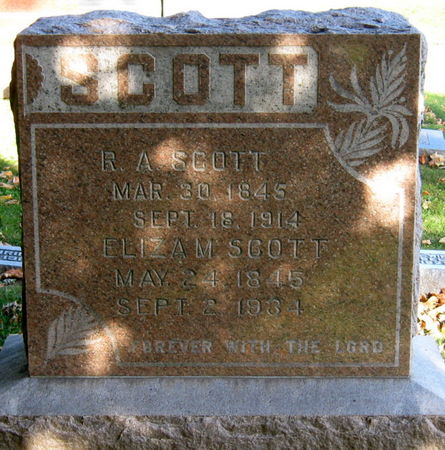 SCOTT
R. A. SCOTT
MAR. 30. 1845
SEPT. 18. 1914
ELIZA M. SCOTT
MAY. 24. 1845
SEPT. 2. 1934
FOREVER WITH THE LORD